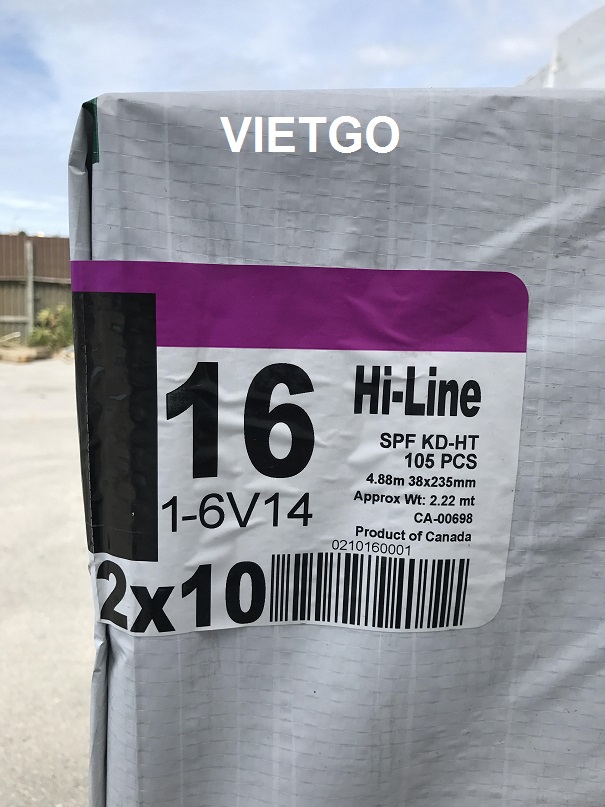 VIETGO
16
Hi-Line
SPF KD-HT
105 PCS
4.88m 38x235mm
Approx Wt: 2.22 mt
CA-00698
Product of Canada
1-6V14
0210160001
2x10